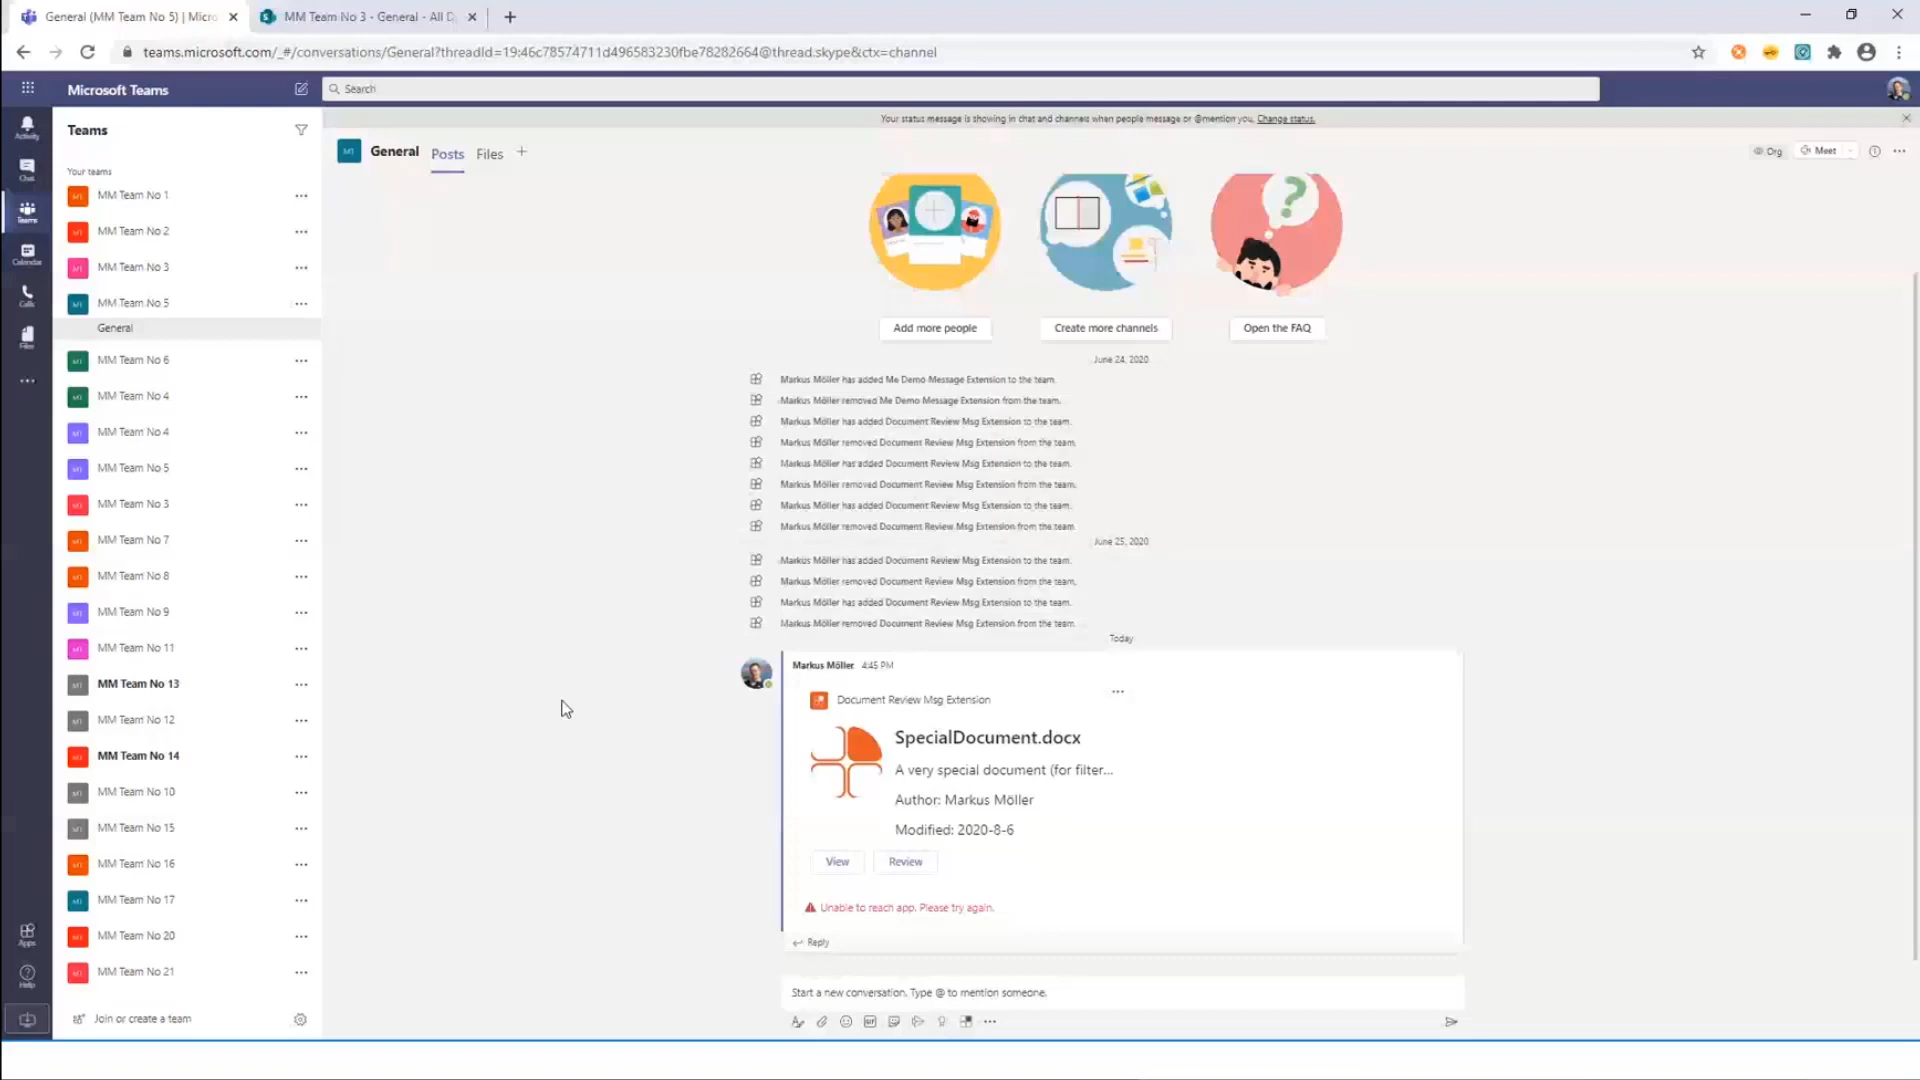 General (MM Team No 5) | Micro
MM Team No 3 - General - All D
teams.microsoft.com/_#/conversations/General?threadId=19:46c78574711d496583230fbe78282664@thread.skype&ctx=channel
Microsoft Teams
Search
Your status message is showing in chat and channels when people message or @mention you. Change status.
Activity
Chat
Teams
Calendar
Calls
Files
Apps
Help
Teams
Your teams
MM Team No 1
MM Team No 2
MM Team No 3
MM Team No 5
General
MM Team No 6
MM Team No 4
MM Team No 4
MM Team No 5
MM Team No 3
MM Team No 7
MM Team No 8
MM Team No 9
MM Team No 11
MM Team No 13
MM Team No 12
MM Team No 14
MM Team No 10
MM Team No 15
MM Team No 16
MM Team No 17
MM Team No 20
MM Team No 21
Join or create a team
General Posts Files
Org
Meet
Add more people
Create more channels
Open the FAQ
June 24, 2020
Markus Möller has added Me Demo Message Extension to the team.
Markus Möller removed Me Demo Message Extension from the team.
Markus Möller has added Document Review Msg Extension to the team.
Markus Möller removed Document Review Msg Extension from the team.
Markus Möller has added Document Review Msg Extension to the team.
Markus Möller removed Document Review Msg Extension from the team.
Markus Möller has added Document Review Msg Extension to the team.
Markus Möller removed Document Review Msg Extension from the team.
June 25, 2020
Markus Möller has added Document Review Msg Extension to the team.
Markus Möller removed Document Review Msg Extension from the team.
Markus Möller has added Document Review Msg Extension to the team.
Markus Möller removed Document Review Msg Extension from the team.
Today
Markus Möller 4:45 PM
Document Review Msg Extension
SpecialDocument.docx
A very special document (for filter...
Author: Markus Möller
Modified: 2020-8-6
View
Review
Unable to reach app. Please try again.
Reply
Start a new conversation. Type @ to mention someone.